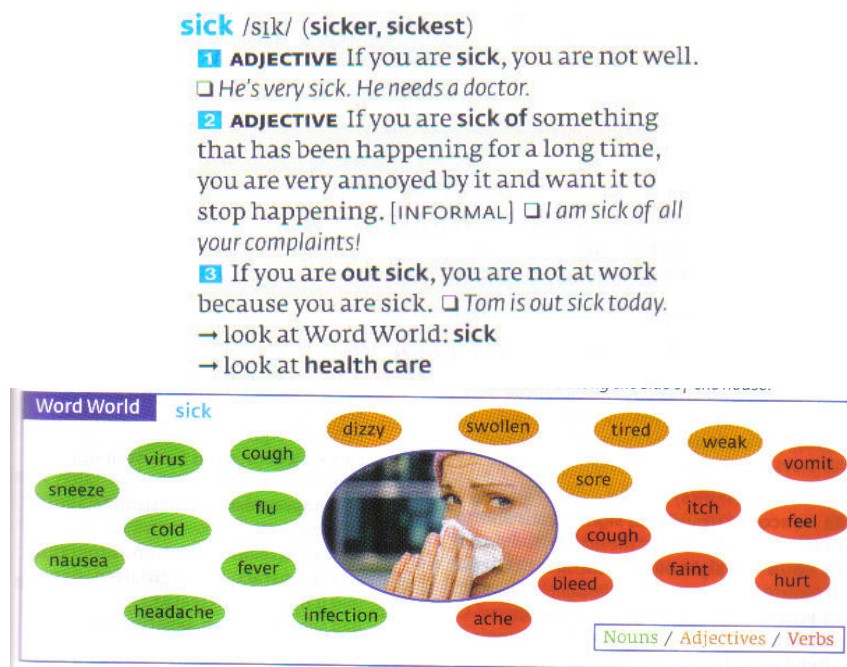 sick /sɪk/ (sicker, sickest)
1 ADJECTIVE If you are sick, you are not well.
❑ He's very sick. He needs a doctor.
2 ADJECTIVE If you are sick of something
that has been happening for a long time,
you are very annoyed by it and want it to
stop happening. [INFORMAL] ❑ I am sick of all
your complaints!
3 If you are out sick, you are not at work
because you are sick. ❑ Tom is out sick today.
→ look at Word World: sick
→ look at health care
Word World sick
dizzy swollen tired weak
virus cough vomit
sneeze sore
flu itch
cold cough feel
nausea fever bleed faint hurt
headache infection ache
Nouns / Adjectives / Verbs